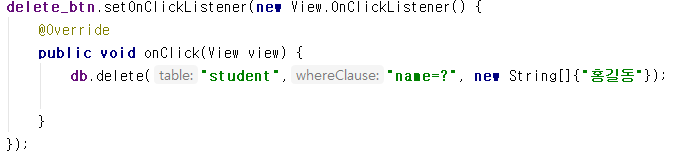 delete_btn.setOnClickListener(new View.OnClickListener() {
@Override
public void onClick(View view) {
db.delete( table: "student", whereClause: "name=?", new String[]{"홍길동"});
}
});